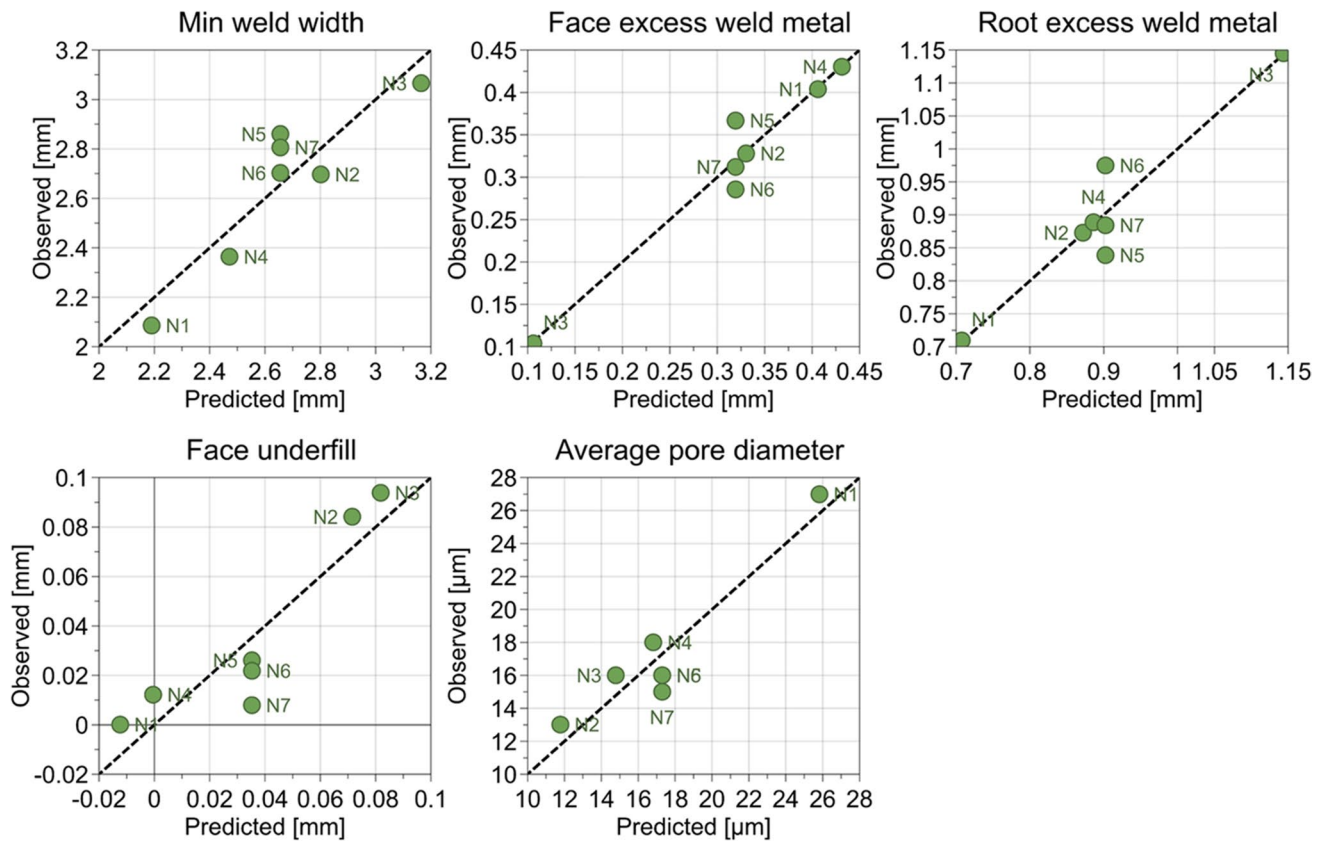 Min weld width
3.2
3
2.8
2.6
2.4
2.2
2
Observed [mm]
N3
N5
N7
N6
N2
N4
N1
2 2.2 2.4 2.6 2.8 3 3.2
Predicted [mm]
Face excess weld metal
0.45
0.4
0.35
0.3
0.25
0.2
0.15
0.1
Observed [mm]
N4
N1
N5
N2
N7
N6
N3
0.1 0.15 0.2 0.25 0.3 0.35 0.4 0.45
Predicted [mm]
Root excess weld metal
1.15
1.1
1.05
1
0.95
0.9
0.85
0.8
0.75
0.7
Observed [mm]
N3
N6
N4
N7
N2
N5
N1
0.7 0.8 0.9 1 1.05 1.15
Predicted [mm]
Face underfill
0.1
0.08
0.06
0.04
0.02
0
-0.02
Observed [mm]
N3
N2
N5
N6
N4
N7
N1
-0.02 0 0.02 0.04 0.06 0.08 0.1
Predicted [mm]
Average pore diameter
28
26
24
22
20
18
16
14
12
10
Observed [µm]
N1
N4
N3
N6
N7
N2
10 12 14 16 18 20 22 24 26 28
Predicted [µm]